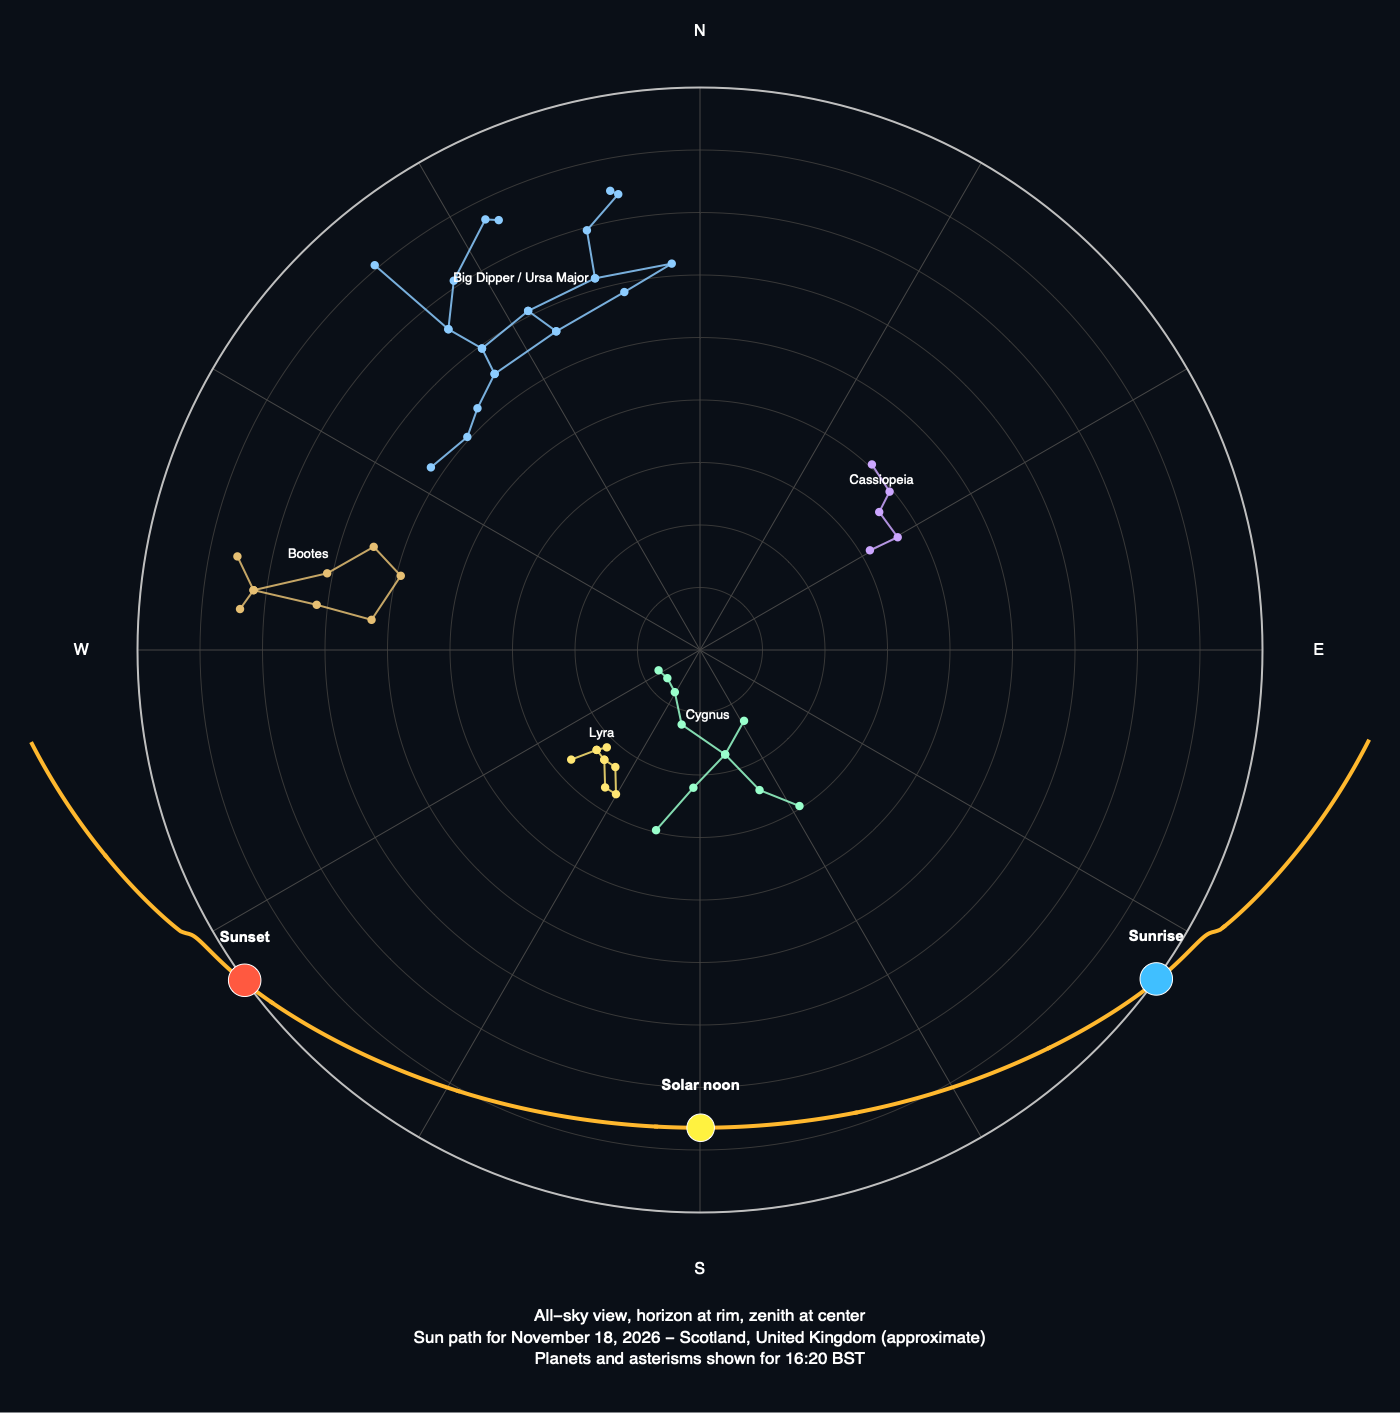 N
Big Dipper / Ursa Major
Cassiopeia
Bootes
W
E
Cygnus
Lyra
Sunset
Sunrise
Solar noon
S
All-sky view, horizon at rim, zenith at center
Sun path for November 18, 2026 - Scotland, United Kingdom (approximate)
Planets and asterisms shown for 16:20 BST